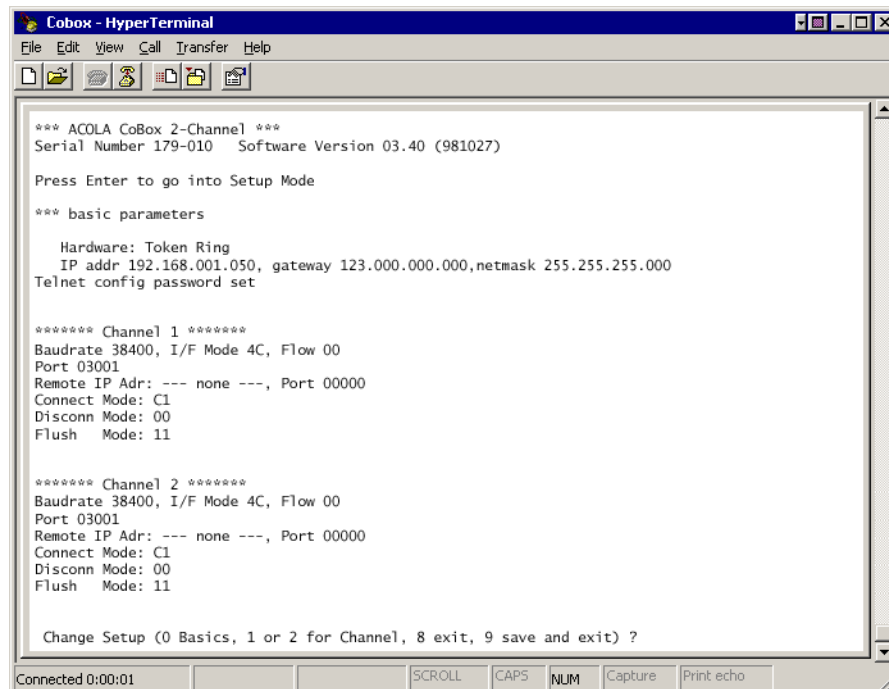 Cobox - HyperTerminal
File Edit View Call Transfer Help
*** ACOLA CoBox 2-Channel ***
Serial Number 179-010 Software Version 03.40 (981027)
Press Enter to go into Setup Mode
*** basic parameters
Hardware: Token Ring
IP addr 192.168.001.050, gateway 123.000.000.000,netmask 255.255.255.000
Telnet config password set
******* Channel 1 *******
Baudrate 38400, I/F Mode 4C, Flow 00
Port 03001
Remote IP Adr: --- none ---, Port 00000
Connect Mode: C1
Disconn Mode: 00
Flush Mode: 11
******* Channel 2 *******
Baudrate 38400, I/F Mode 4C, Flow 00
Port 03001
Remote IP Adr: --- none ---, Port 00000
Connect Mode: C1
Disconn Mode: 00
Flush Mode: 11
Change Setup (0 Basics, 1 or 2 for Channel, 8 exit, 9 save and exit) ?
Connected 0:00:01 SCROLL CAPS NUM Capture Print echo